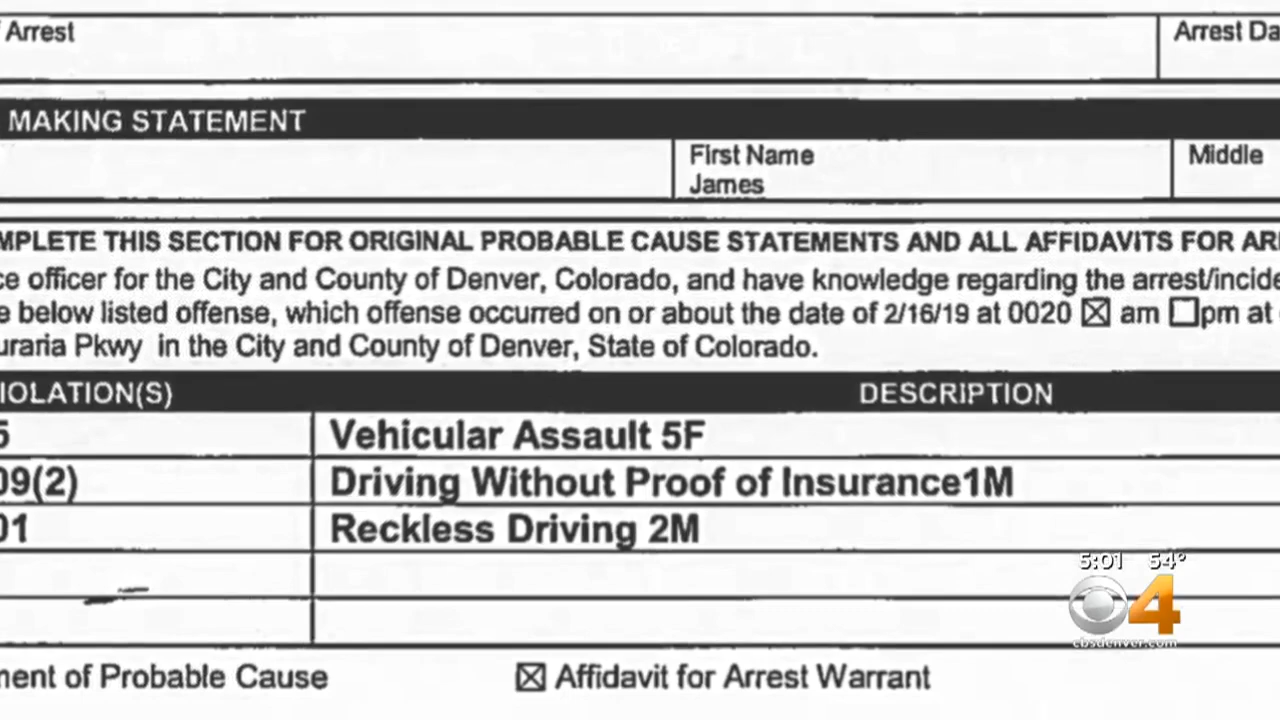 f Arrest
Arrest Da
MAKING STATEMENT
First Name
Middle
James
MPLETE THIS SECTION FOR ORIGINAL PROBABLE CAUSE STATEMENTS AND ALL AFFIDAVITS FOR ARR
ce officer for the City and County of Denver, Colorado, and have knowledge regarding the arrest/incide
e below listed offense, which offense occurred on or about the date of 2/16/19 at 0020 ☒ am ☐pm at
uraria Pkwy in the City and County of Denver, State of Colorado.
IOLATION(S)
DESCRIPTION
5
Vehicular Assault 5F
09(2)
Driving Without Proof of Insurance1M
01
Reckless Driving 2M
5:01 54°
4
cbsdenver.com
ment of Probable Cause
☒ Affidavit for Arrest Warrant